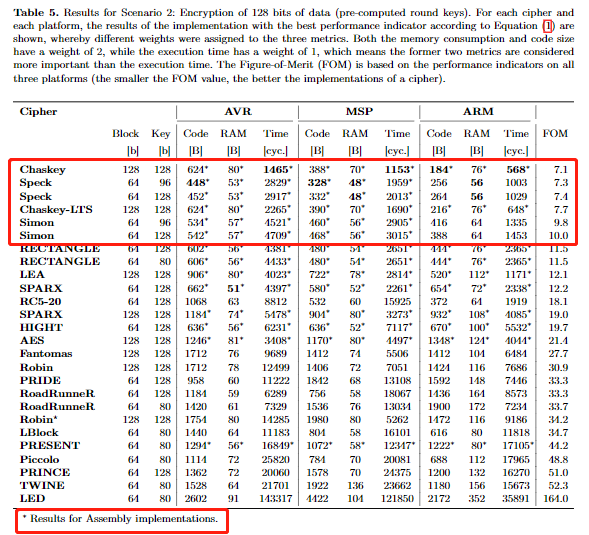 Table 5. Results for Scenario 2: Encryption of 128 bits of data (pre-computed round keys). For each cipher and
each platform, the results of the implementation with the best performance indicator according to Equation (1) are
shown, whereby different weights were assigned to the three metrics. Both the memory consumption and code size
have a weight of 2, while the execution time has a weight of 1, which means the former two metrics are considered
more important than the execution time. The Figure-of-Merit (FOM) is based on the performance indicators on all
three platforms (the smaller the FOM value, the better the implementations of a cipher).
Cipher AVR MSP ARM
Block Key Code RAM Time Code RAM Time Code RAM Time FOM
[b] [b] [B] [B] [cyc.] [B] [B] [cyc.] [B] [B] [cyc.]
Chaskey 128 128 624* 80* 1465* 388* 70* 1153* 184* 76* 568* 7.1
Speck 64 96 448* 53* 2829* 328* 48* 1959* 256 56 1003 7.3
Speck 64 128 452* 53* 2917* 332* 48* 2013* 264 56 1029 7.4
Chaskey-LTS 128 128 624* 80* 2265* 390* 70* 1690* 216* 76* 648* 7.7
Simon 64 96 534* 57* 4521* 460* 56* 2905* 416 64 1335 9.8
Simon 64 128 542* 57* 4709* 468* 56* 3015* 388 64 1453 10.0
RECTANGLE 64 128 602* 56* 4381* 480* 54* 2651* 444* 76* 2365* 11.5
RECTANGLE 64 80 606* 56* 4433* 480* 54* 2651* 444* 76* 2365* 11.5
LEA 128 128 906* 80* 4023* 722* 78* 2814* 520* 112* 1171* 12.1
SPARX 64 128 662* 51* 4397* 580* 52* 2261* 654* 72* 2338* 12.2
RC5-20 64 128 1068 63 8812 532 60 15925 372 64 1919 18.1
SPARX 128 128 1184* 74* 5478* 904* 80* 3273* 932* 108* 4085* 19.0
HIGHT 64 128 636* 56* 6231* 636* 52* 7117* 670* 100* 5532* 19.7
AES 128 128 1246* 81* 3408* 1170* 80* 4497* 1348* 124* 4044* 21.4
Fantomas 128 128 1712 76 9689 1412 74 5506 1412 104 6484 27.7
Robin 128 128 1712 78 12499 1406 72 7051 1424 116 7686 30.9
PRIDE 64 128 958 60 11222 1842 68 13108 1592 148 7446 33.3
RoadRunneR 64 128 1184 59 6289 756 58 18067 1436 164 8573 33.3
RoadRunneR 64 80 1420 61 7329 1536 76 13034 1900 172 7234 33.7
Robin* 128 128 1754 80 14285 1980 80 5262 1472 116 9186 34.2
LBlock 64 80 1440 64 11183 804 58 16101 616 80 11818 34.7
PRESENT 64 80 1294* 56* 16849* 1072* 58* 12347* 1222* 80* 17105* 44.2
Piccolo 64 80 1114 72 25820 784 70 20081 688 112 17965 48.8
PRINCE 64 128 1362 72 20060 1578 70 24375 1200 132 16270 51.0
TWINE 64 80 1528 64 21701 1922 136 23662 1180 156 15673 52.3
LED 64 80 2602 91 143317 4422 104 121850 2172 352 35891 164.0
* Results for Assembly implementations.